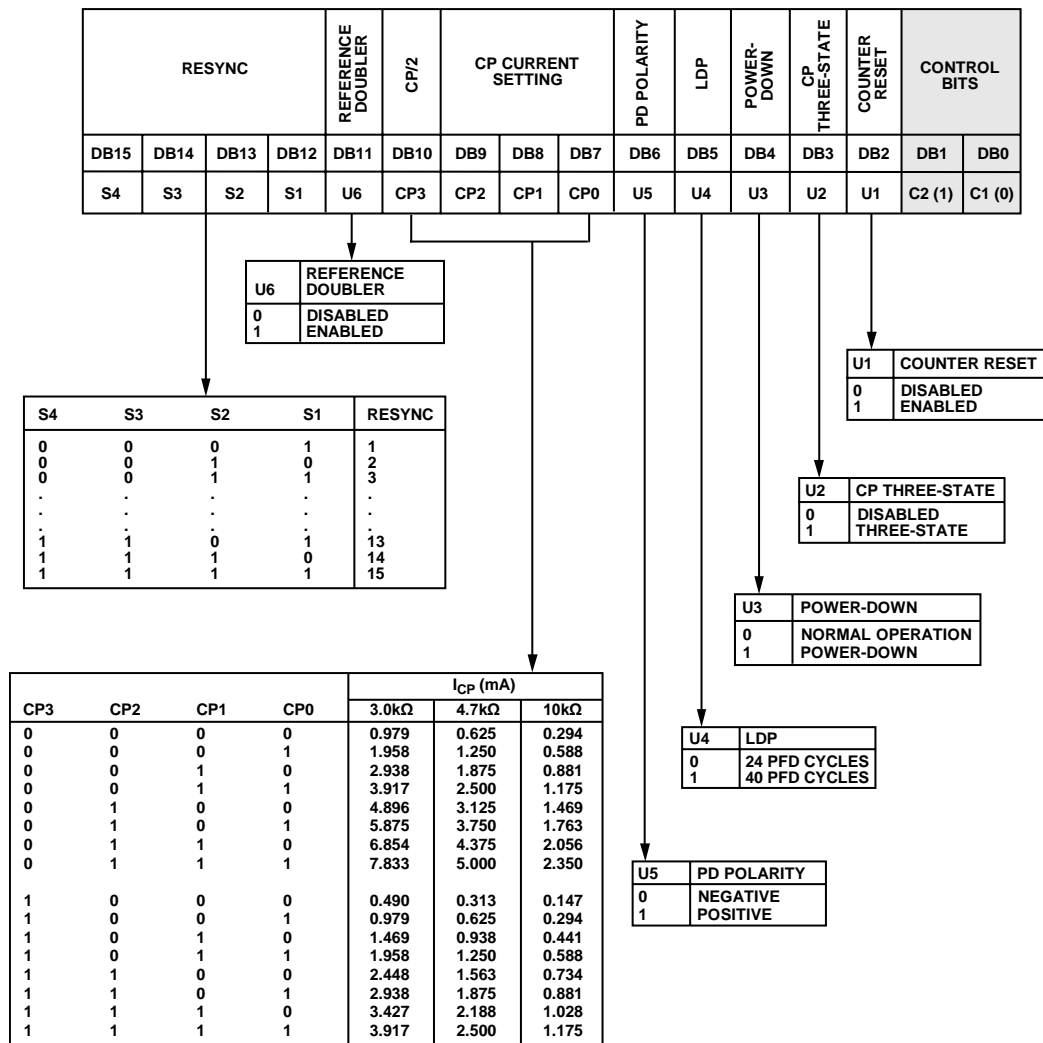 RESYNC
REFERENCE DOUBLER
CP/2
CP CURRENT SETTING
PD POLARITY
LDP
POWER-DOWN
CP THREE-STATE
COUNTER RESET
CONTROL BITS
DB15 DB14 DB13 DB12 DB11 DB10 DB9 DB8 DB7 DB6 DB5 DB4 DB3 DB2 DB1 DB0
S4 S3 S2 S1 U6 CP3 CP2 CP1 CP0 U5 U4 U3 U2 U1 C2 (1) C1 (0)
U6 REFERENCE DOUBLER
0 DISABLED
1 ENABLED
U1 COUNTER RESET
0 DISABLED
1 ENABLED
S4 S3 S2 S1 RESYNC
0 0 0 1 1
0 0 1 0 2
0 0 1 1 3
. . . . .
. . . . .
. . . . .
1 1 0 1 13
1 1 1 0 14
1 1 1 1 15
U2 CP THREE-STATE
0 DISABLED
1 THREE-STATE
U3 POWER-DOWN
0 NORMAL OPERATION
1 POWER-DOWN
ICP (mA)
CP3 CP2 CP1 CP0 3.0kΩ 4.7kΩ 10kΩ
0 0 0 0 0.979 0.625 0.294
0 0 0 1 1.958 1.250 0.588
0 0 1 0 2.938 1.875 0.881
0 0 1 1 3.917 2.500 1.175
0 1 0 0 4.896 3.125 1.469
0 1 0 1 5.875 3.750 1.763
0 1 1 0 6.854 4.375 2.056
0 1 1 1 7.833 5.000 2.350
1 0 0 0 0.490 0.313 0.147
1 0 0 1 0.979 0.625 0.294
1 0 1 0 1.469 0.938 0.441
1 0 1 1 1.958 1.250 0.588
1 1 0 0 2.448 1.563 0.734
1 1 0 1 2.938 1.875 0.881
1 1 1 0 3.427 2.188 1.028
1 1 1 1 3.917 2.500 1.175
U4 LDP
0 24 PFD CYCLES
1 40 PFD CYCLES
U5 PD POLARITY
0 NEGATIVE
1 POSITIVE